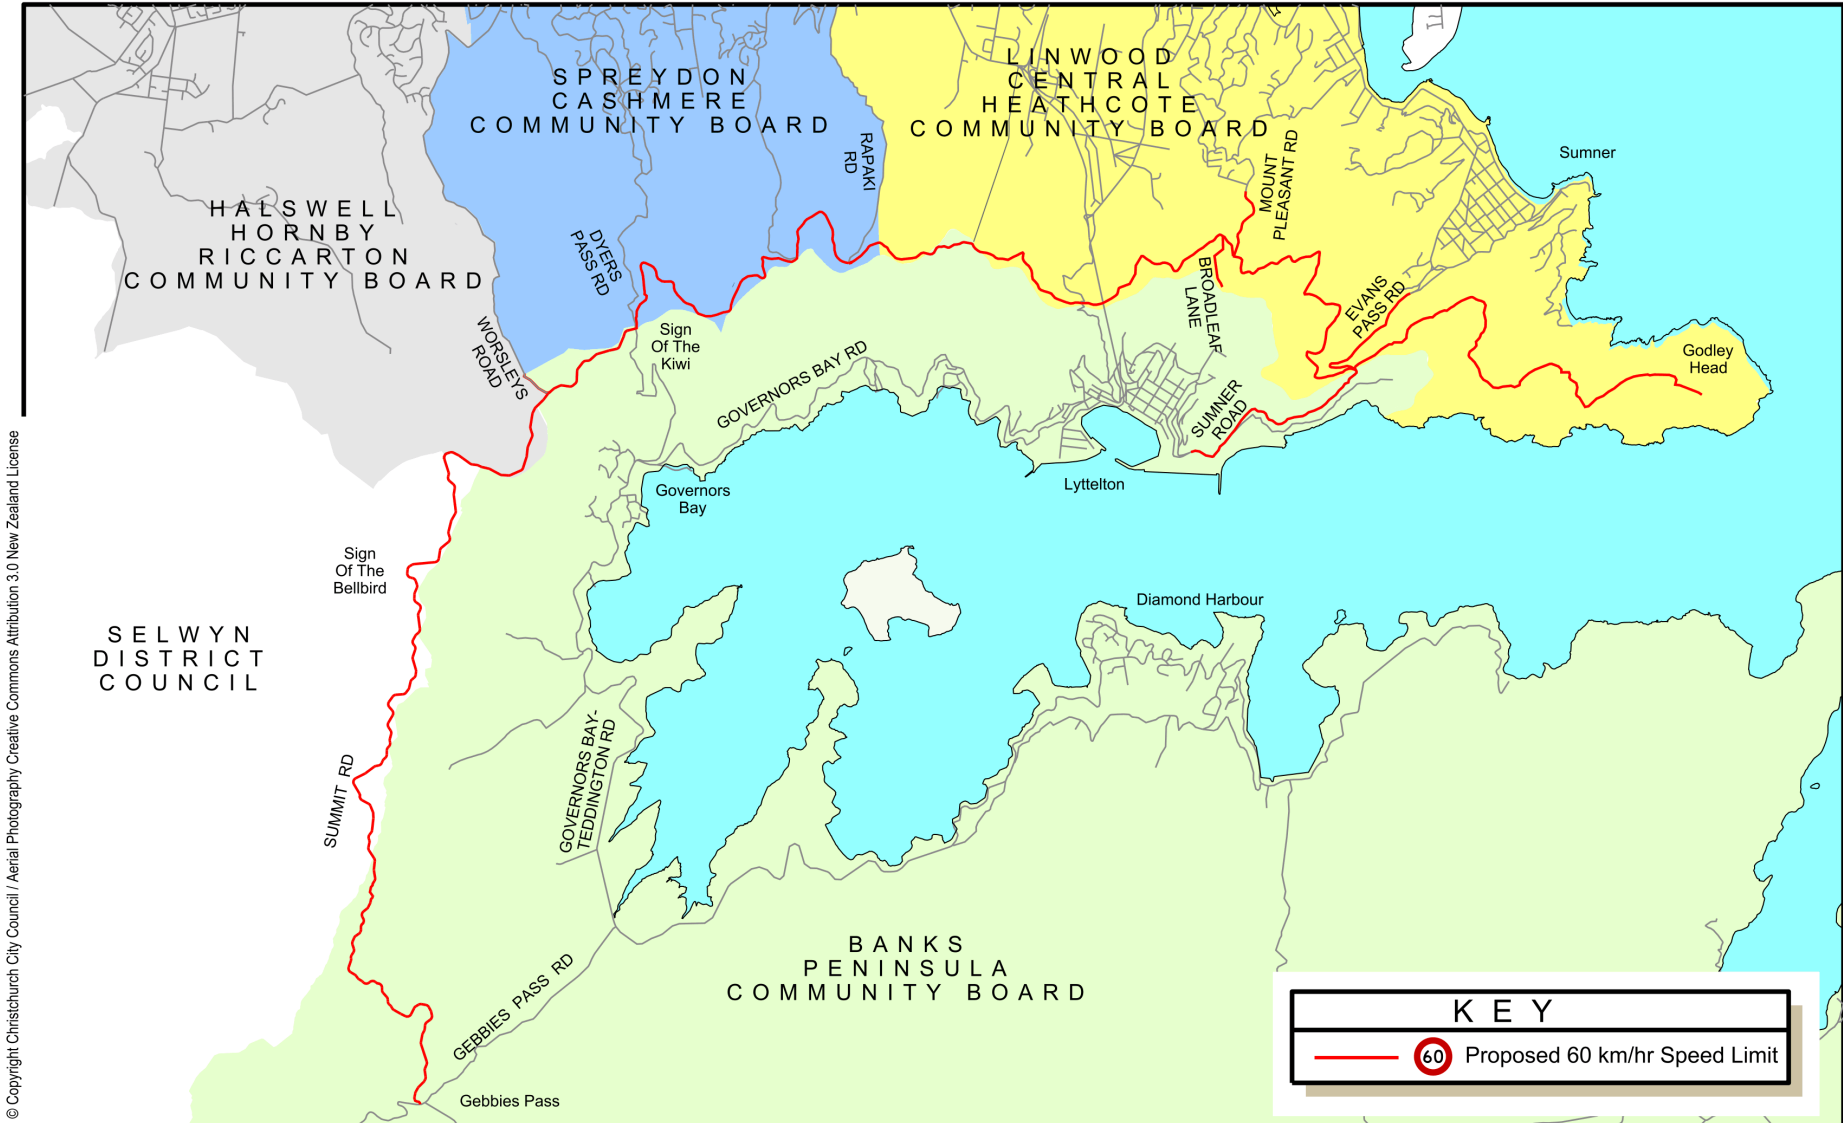 SPREYDON
CASHMERE
COMMUNITY BOARD
LINWOOD
CENTRAL
HEATHCOTE
COMMUNITY BOARD
RAPAKI
RD
MOUNT
PLEASANT RD
Sumner
HALSWELL
HORNBY
RICCARTON
COMMUNITY BOARD
DYERS
PASS RD
BROADLEAF
LANE
EVANS
PASS RD
WORSLEYS
ROAD
Sign
Of The
Kiwi
GOVERNORS BAY RD
SUMNER
ROAD
Godley
Head
Governors
Bay
Lyttelton
Sign
Of The
Bellbird
Diamond Harbour
SELWYN
DISTRICT
COUNCIL
SUMMIT RD
GOVERNORS BAY-
TEDDINGTON RD
BANKS
PENINSULA
COMMUNITY BOARD
GEBBIES PASS RD
Gebbies Pass
KEY
60 Proposed 60 km/hr Speed Limit
© Copyright Christchurch City Council / Aerial Photography Creative Commons Attribution 3.0 New Zealand License